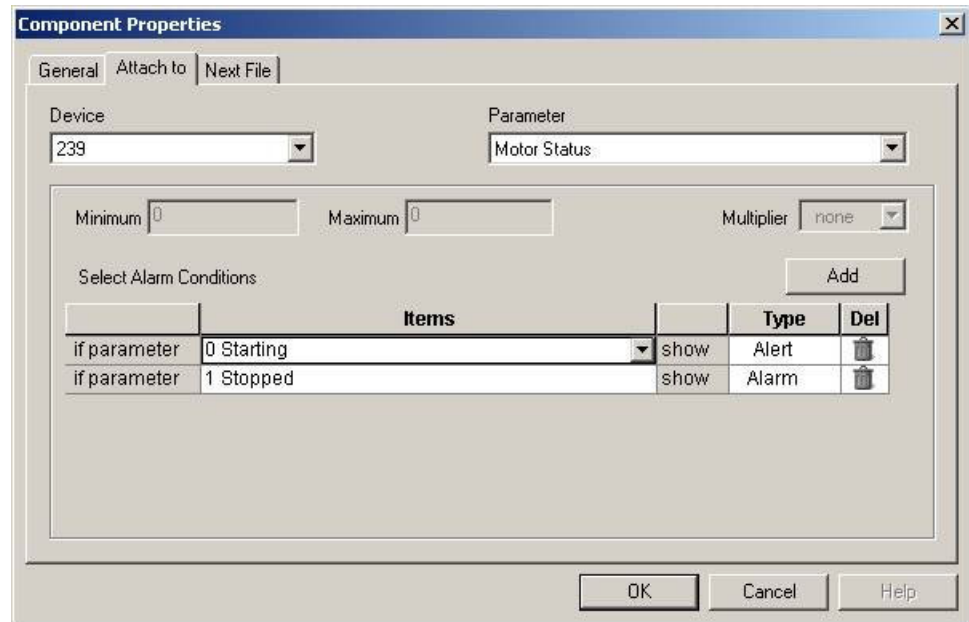 Component Properties
General Attach to Next File
Device Parameter
239 Motor Status
Minimum 0 Maximum 0 Multiplier none
Select Alarm Conditions Add
Items Type Del
if parameter 0 Starting show Alert
if parameter 1 Stopped show Alarm
OK Cancel Help